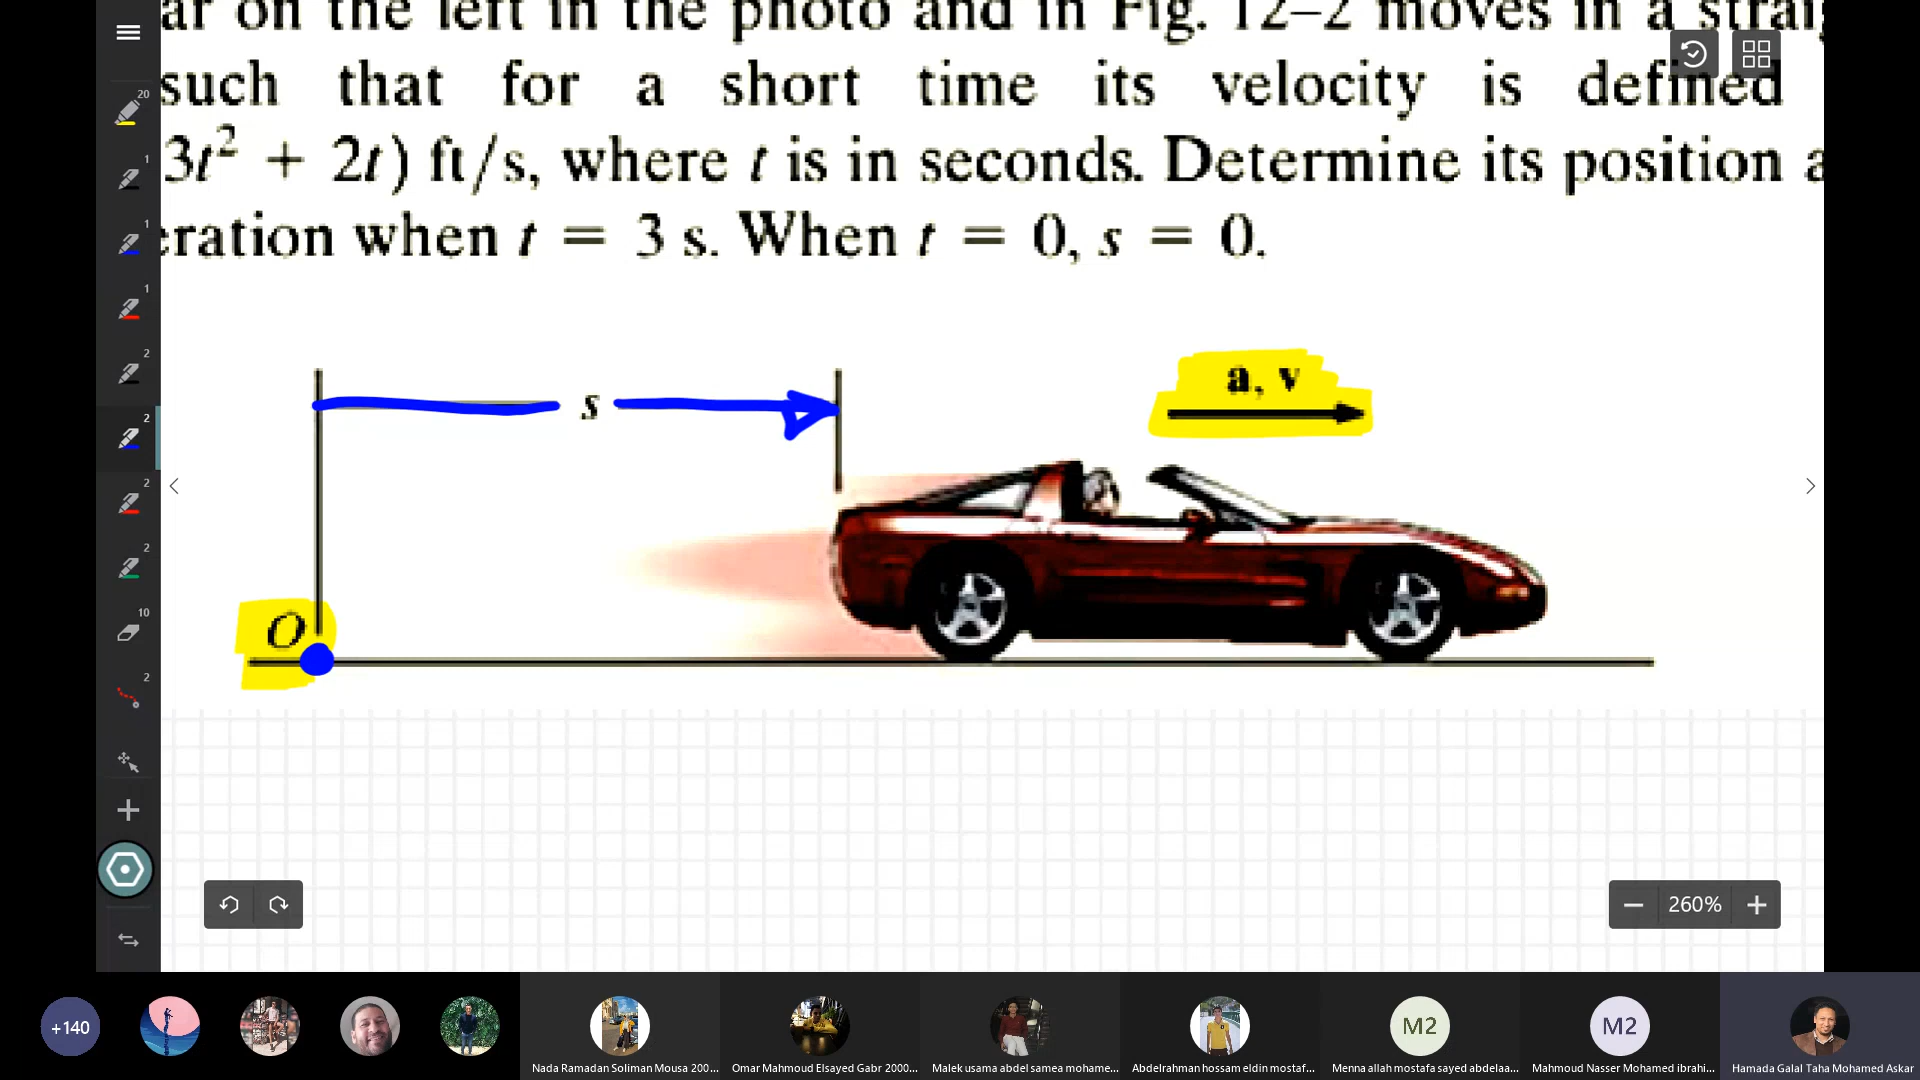 ar on the left in the photo and in Fig. 12–2 moves in a strai
such that for a short time its velocity is defined
3t² + 2t) ft/s, where t is in seconds. Determine its position a
eration when t = 3 s. When t = 0, s = 0.
a, v
s
O
20
1
1
1
2
2
2
2
10
2
260%
+140
M2
M2
Nada Ramadan Soliman Mousa 200...
Omar Mahmoud Elsayed Gabr 2000...
Malek usama abdel samea mohame...
Abdelrahman hossam eldin mostaf...
Menna allah mostafa sayed abdelaa...
Mahmoud Nasser Mohamed ibrahi...
Hamada Galal Taha Mohamed Askar